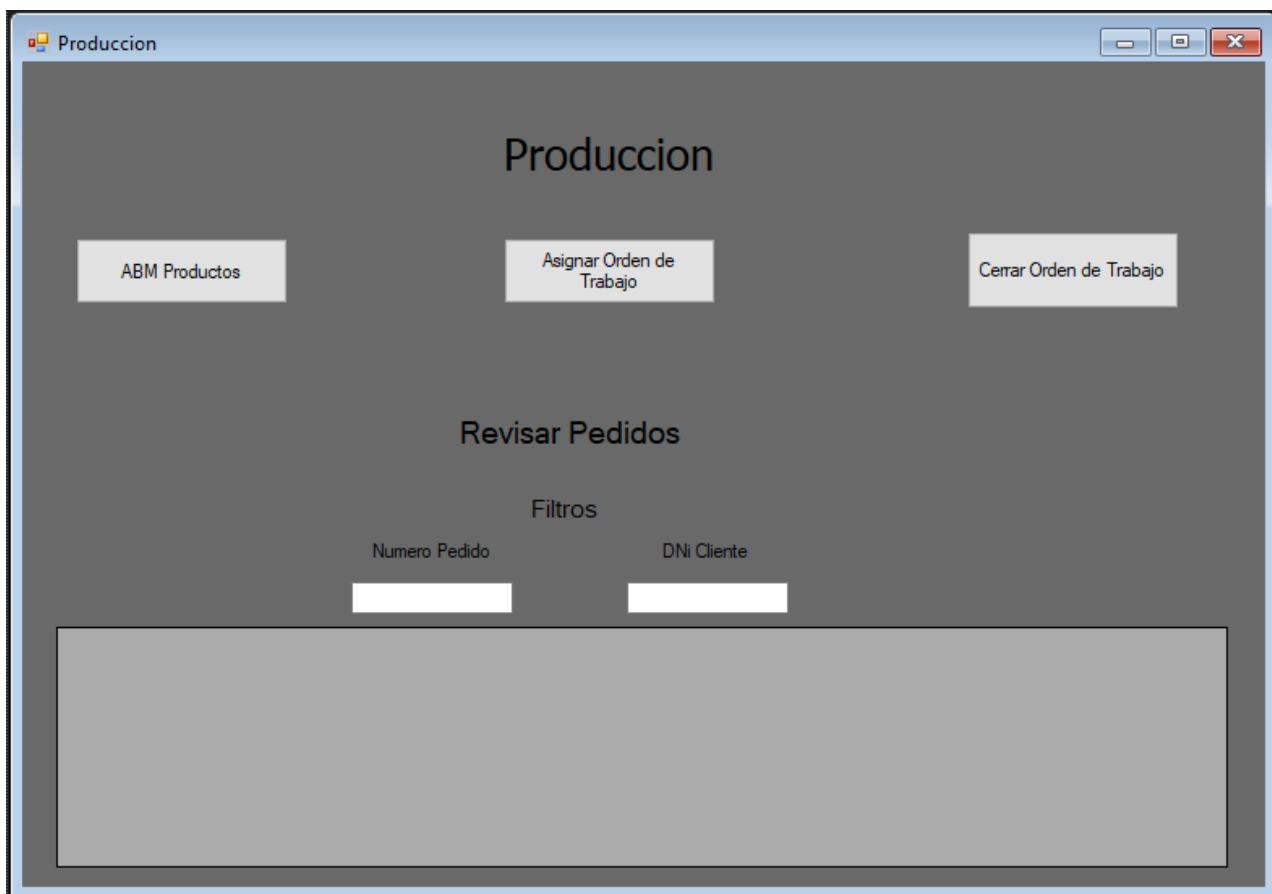 Produccion
Produccion
ABM Productos
Asignar Orden de
Trabajo
Cerrar Orden de Trabajo
Revisar Pedidos
Filtros
Numero Pedido
DNi Cliente